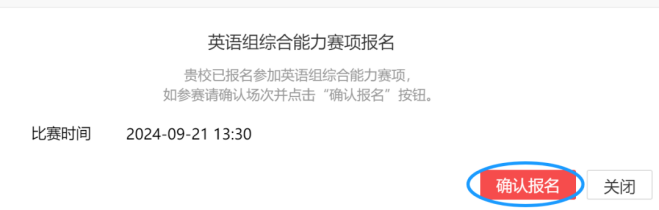 英语组综合能力赛项报名
贵校已报名参加英语组综合能力赛项，
如参赛请确认场次并点击“确认报名”按钮。
比赛时间 2024-09-21 13:30
确认报名 关闭